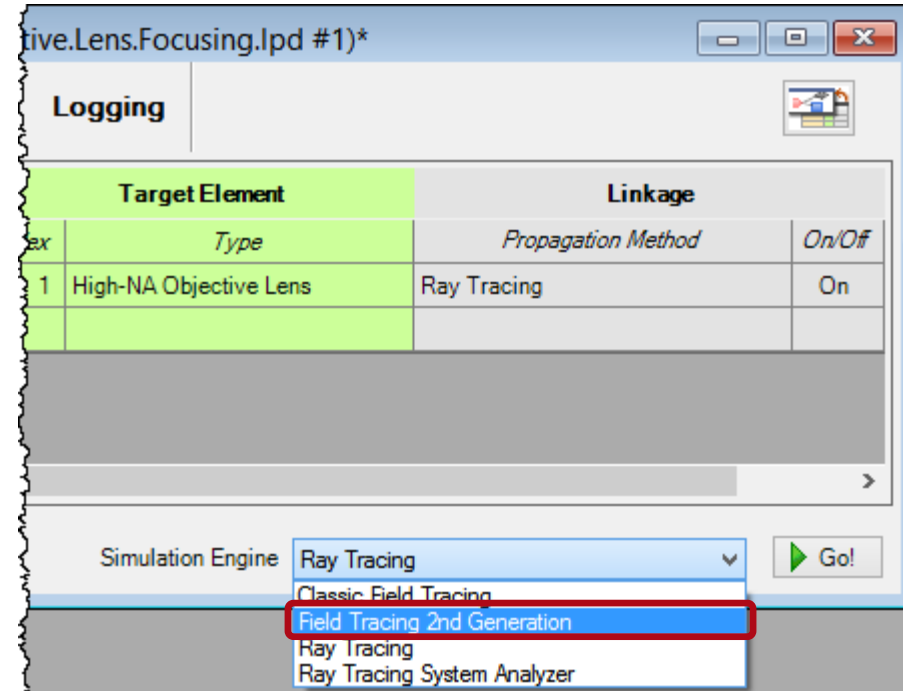 tive.Lens.Focusing.lpd #1)*
Logging
Target Element Linkage
ex Type Propagation Method On/Off
1 High-NA Objective Lens Ray Tracing On
Simulation Engine Ray Tracing Go!
Classic Field Tracing
Field Tracing 2nd Generation
Ray Tracing
Ray Tracing System Analyzer